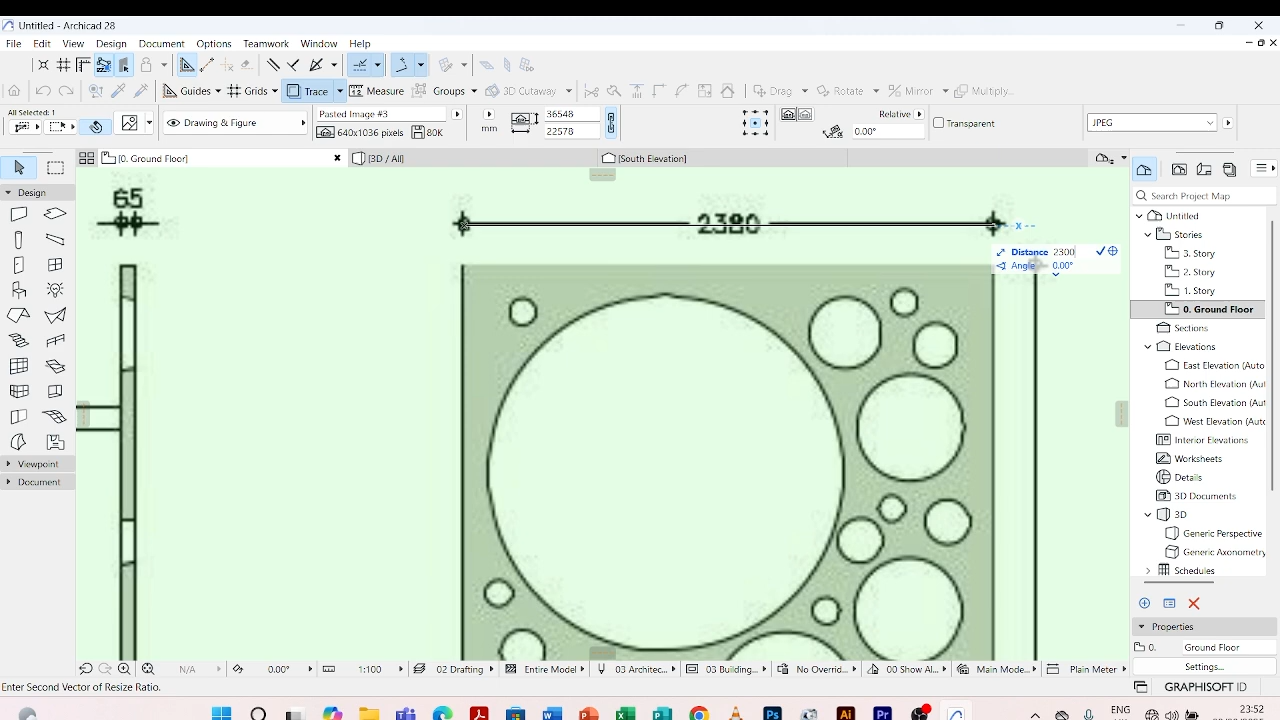 Untitled - Archicad 28
File Edit View Design Document Options Teamwork Window Help
Guides Grids Trace Measure Groups 3D Cutaway Drag Rotate Mirror Multiply...
All Selected: 1
Drawing & Figure
Pasted Image #3
640x1036 pixels 80K
mm
36548
22578
Relative
0.00°
Transparent
JPEG
[0. Ground Floor]
[3D / All]
[South Elevation]
Design
Viewpoint
Document
65
2380
x
Distance 2300
Angle 0.00°
Search Project Map
Untitled
Stories
3. Story
2. Story
1. Story
0. Ground Floor
Sections
Elevations
East Elevation (Auto
North Elevation (Auto
South Elevation (Auto
West Elevation (Auto
Interior Elevations
Worksheets
Details
3D Documents
3D
Generic Perspective
Generic Axonometry
Schedules
Properties
0. Ground Floor
Settings...
N/A 0.00° 1:100 02 Drafting Entire Model 03 Architec... 03 Building... No Overrid... 00 Show Al... Main Mode... Plain Meter
Enter Second Vector of Resize Ratio.
GRAPHISOFT ID
ENG
23:52